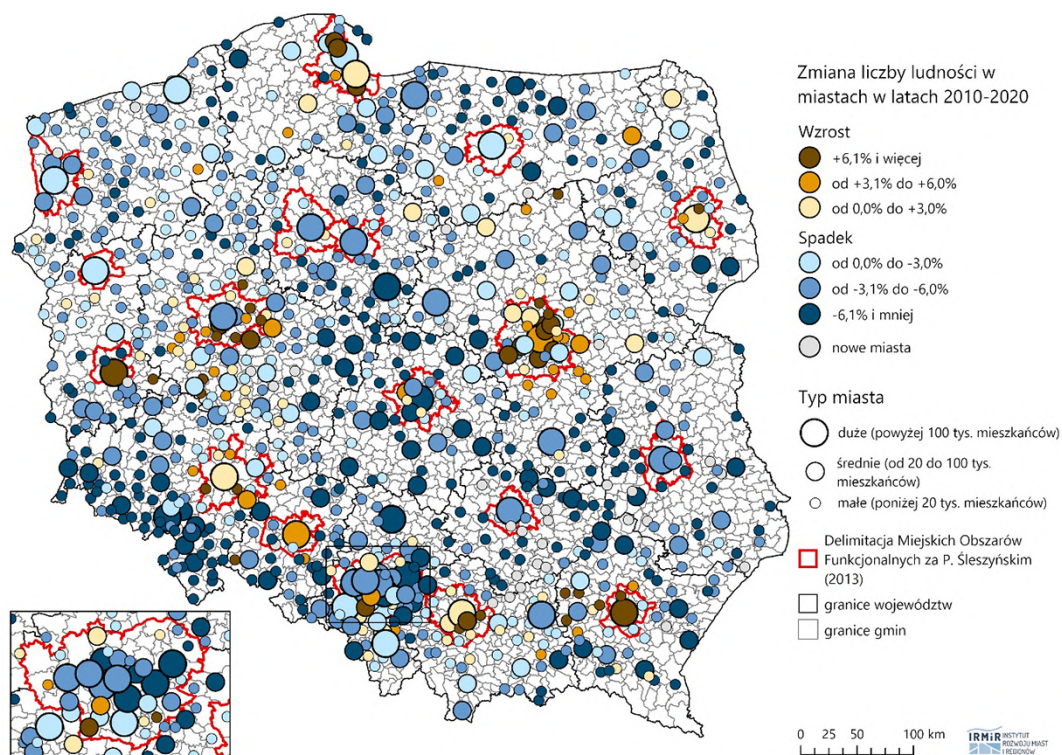 Zmiana liczby ludności w
miastach w latach 2010-2020
Wzrost
+6,1% i więcej
od +3,1% do +6,0%
od 0,0% do +3,0%
Spadek
od 0,0% do -3,0%
od -3,1% do -6,0%
-6,1% i mniej
nowe miasta
Typ miasta
duże (powyżej 100 tys. mieszkańców)
średnie (od 20 do 100 tys.
mieszkańców)
małe (poniżej 20 tys. mieszkańców)
Delimitacja Miejskich Obszarów
Funkcjonalnych za P. Śleszyńskim
(2013)
granice województw
granice gmin
0 25 50 100 km
IRMiR INSTYTUT
ROZWOJU MIAST
I REGIONÓW